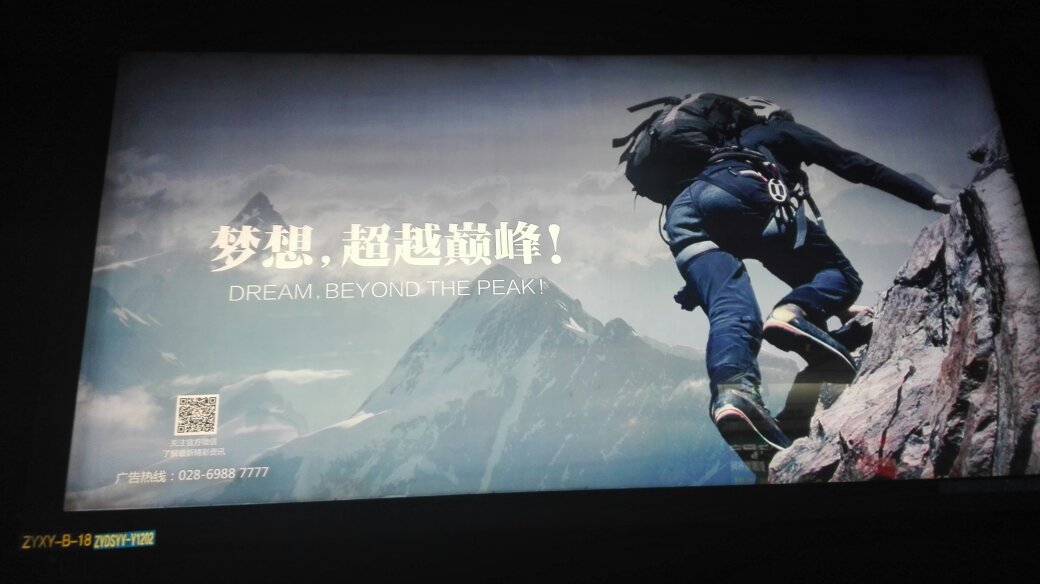 梦想,超越巅峰!
DREAM.BEYOND THE PEAK!
关注官方微信
了解最新精彩资讯
广告热线：028-6988 7777
ZYXY-B-18 ZYDSYY-Y1202